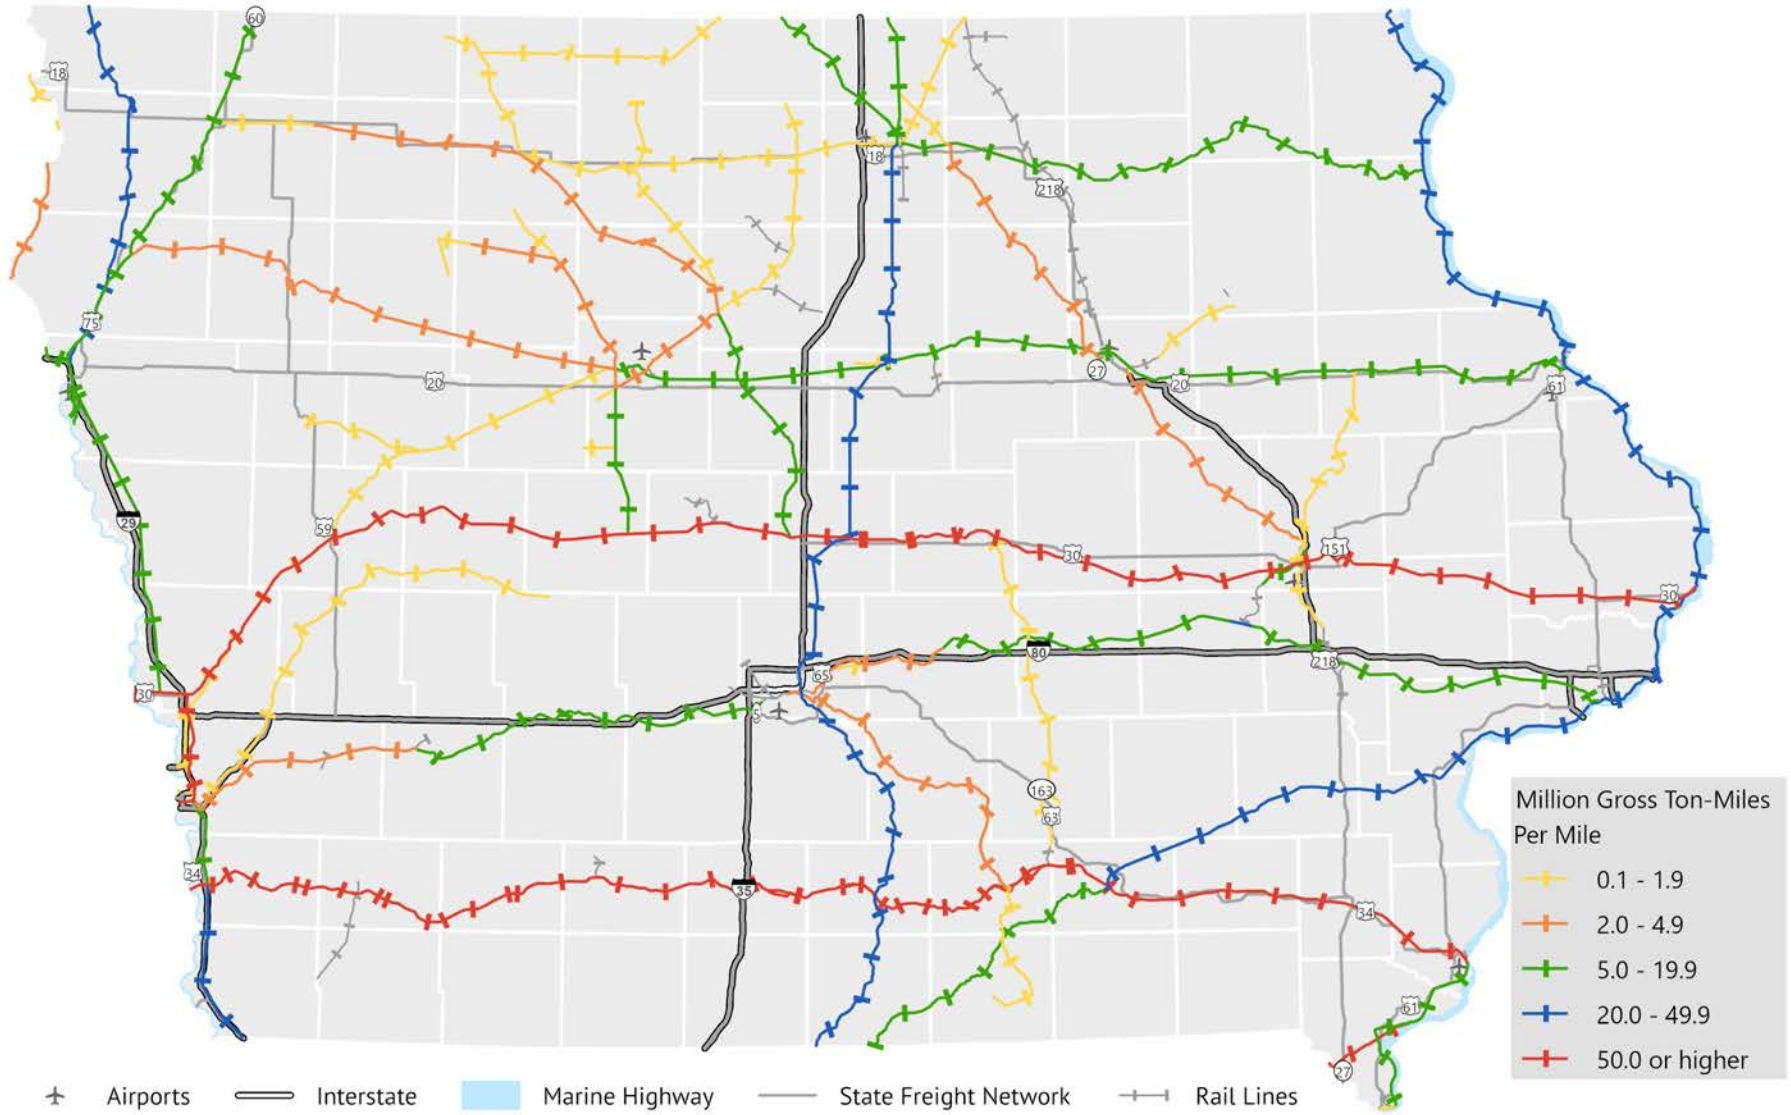 60
18
18
218
75
20
27
20
61
29
59
30
151
30
65
80
218
30
163
63
34
35
34
61
27
Million Gross Ton-Miles
Per Mile
0.1 - 1.9
2.0 - 4.9
5.0 - 19.9
20.0 - 49.9
50.0 or higher
Airports
Interstate
Marine Highway
State Freight Network
Rail Lines